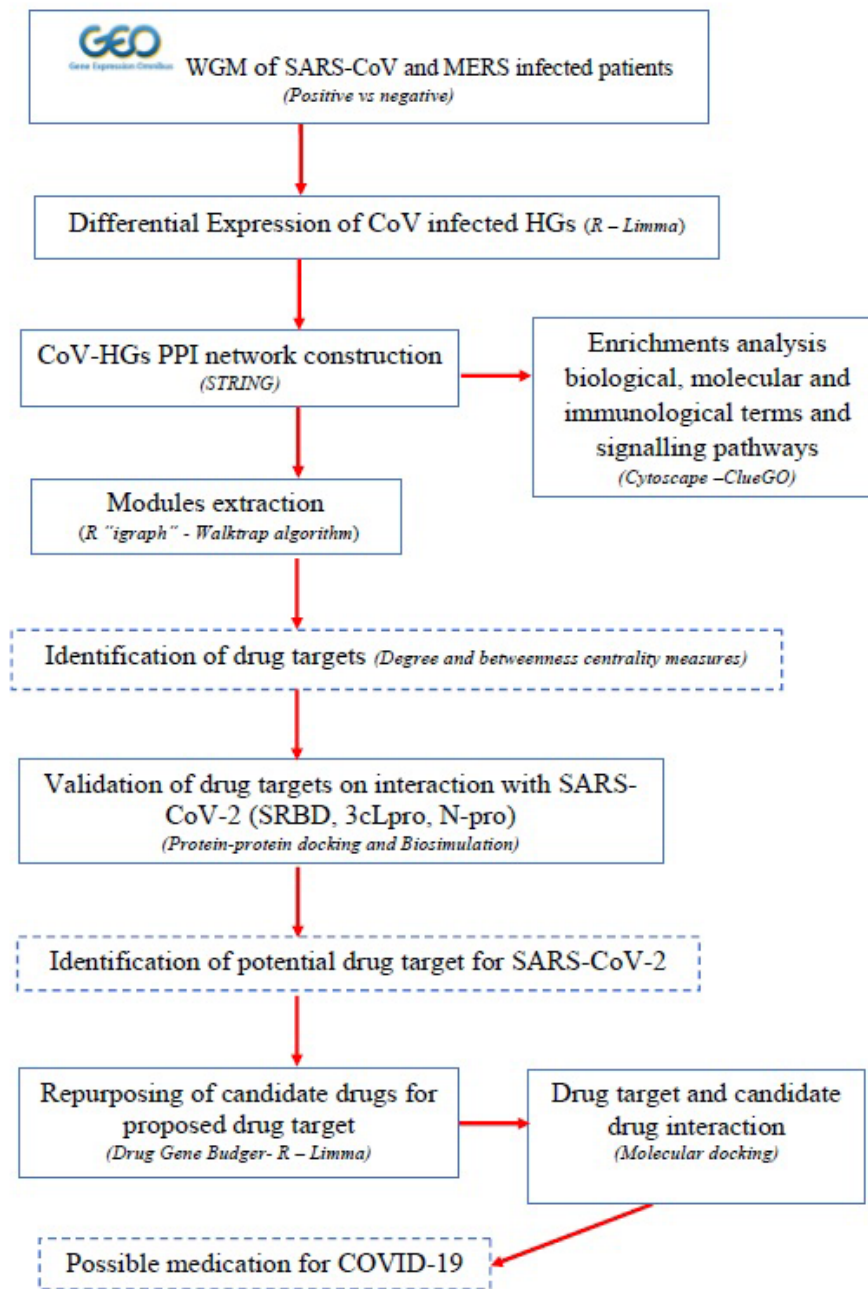 GEO
Gene Expression Omnibus
WGM of SARS-CoV and MERS infected patients
(Positive vs negative)
Differential Expression of CoV infected HGs (R – Limma)
CoV-HGs PPI network construction
(STRING)
Enrichments analysis
biological, molecular and
immunological terms and
signalling pathways
(Cytoscape –ClueGO)
Modules extraction
(R "igraph" - Walktrap algorithm)
Identification of drug targets (Degree and betweenness centrality measures)
Validation of drug targets on interaction with SARS-
CoV-2 (SRBD, 3cLpro, N-pro)
(Protein-protein docking and Biosimulation)
Identification of potential drug target for SARS-CoV-2
Repurposing of candidate drugs for
proposed drug target
(Drug Gene Budger- R – Limma)
Drug target and candidate
drug interaction
(Molecular docking)
Possible medication for COVID-19